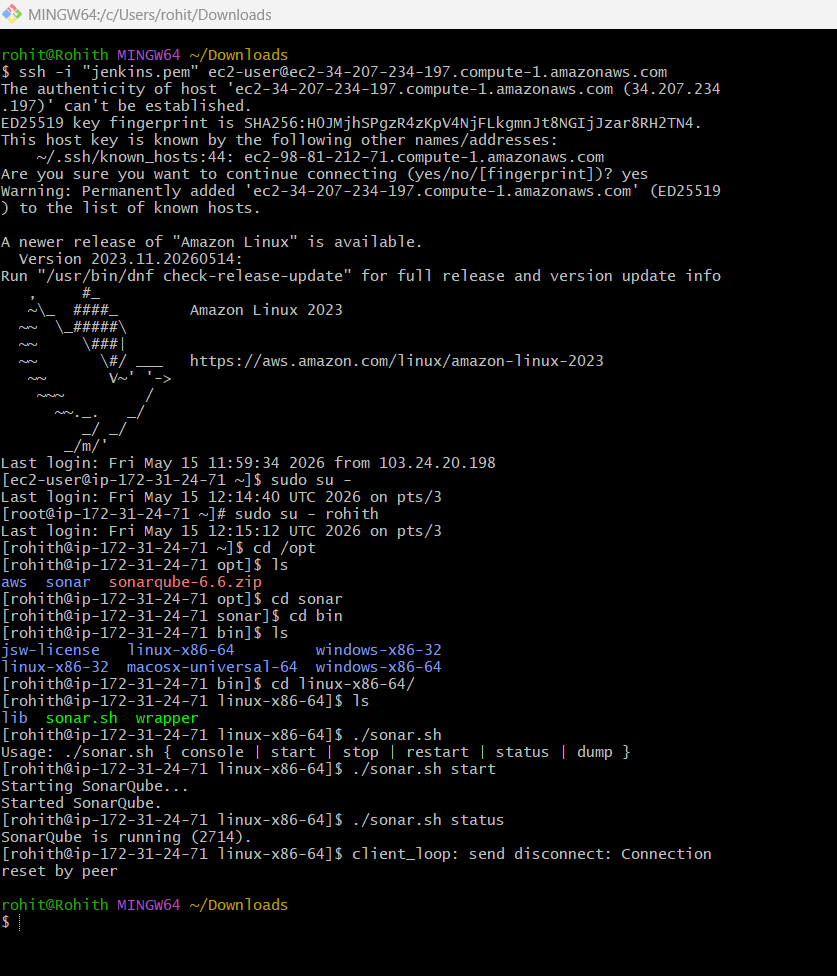 MINGW64:/c/Users/rohit/Downloads
rohit@Rohith MINGW64 ~/Downloads
$ ssh -i "jenkins.pem" ec2-user@ec2-34-207-234-197.compute-1.amazonaws.com
The authenticity of host 'ec2-34-207-234-197.compute-1.amazonaws.com (34.207.234
.197)' can't be established.
ED25519 key fingerprint is SHA256:H0JMjhSPgzR4zKpV4NjFLkgmnJt8NGIjJzar8RH2TN4.
This host key is known by the following other names/addresses:
    ~/.ssh/known_hosts:44: ec2-98-81-212-71.compute-1.amazonaws.com
Are you sure you want to continue connecting (yes/no/[fingerprint])? yes
Warning: Permanently added 'ec2-34-207-234-197.compute-1.amazonaws.com' (ED25519
) to the list of known hosts.

A newer release of "Amazon Linux" is available.
  Version 2023.11.20260514:
Run "/usr/bin/dnf check-release-update" for full release and version update info
   ,     #_
   ~\_  ####_        Amazon Linux 2023
  ~~  \_#####\
  ~~     \###|
  ~~       \#/ ___   https://aws.amazon.com/linux/amazon-linux-2023
   ~~       V~' '->
    ~~~         /
      ~~._.   _/
         _/ _/
       _/m/'
Last login: Fri May 15 11:59:34 2026 from 103.24.20.198
[ec2-user@ip-172-31-24-71 ~]$ sudo su -
Last login: Fri May 15 12:14:40 UTC 2026 on pts/3
[root@ip-172-31-24-71 ~]# sudo su - rohith
Last login: Fri May 15 12:15:12 UTC 2026 on pts/3
[rohith@ip-172-31-24-71 ~]$ cd /opt
[rohith@ip-172-31-24-71 opt]$ ls
aws  sonar  sonarqube-6.6.zip
[rohith@ip-172-31-24-71 opt]$ cd sonar
[rohith@ip-172-31-24-71 sonar]$ cd bin
[rohith@ip-172-31-24-71 bin]$ ls
jsw-license   linux-x86-64         windows-x86-32
linux-x86-32  macosx-universal-64  windows-x86-64
[rohith@ip-172-31-24-71 bin]$ cd linux-x86-64/
[rohith@ip-172-31-24-71 linux-x86-64]$ ls
lib  sonar.sh  wrapper
[rohith@ip-172-31-24-71 linux-x86-64]$ ./sonar.sh
Usage: ./sonar.sh { console | start | stop | restart | status | dump }
[rohith@ip-172-31-24-71 linux-x86-64]$ ./sonar.sh start
Starting SonarQube...
Started SonarQube.
[rohith@ip-172-31-24-71 linux-x86-64]$ ./sonar.sh status
SonarQube is running (2714).
[rohith@ip-172-31-24-71 linux-x86-64]$ client_loop: send disconnect: Connection
reset by peer

rohit@Rohith MINGW64 ~/Downloads
$